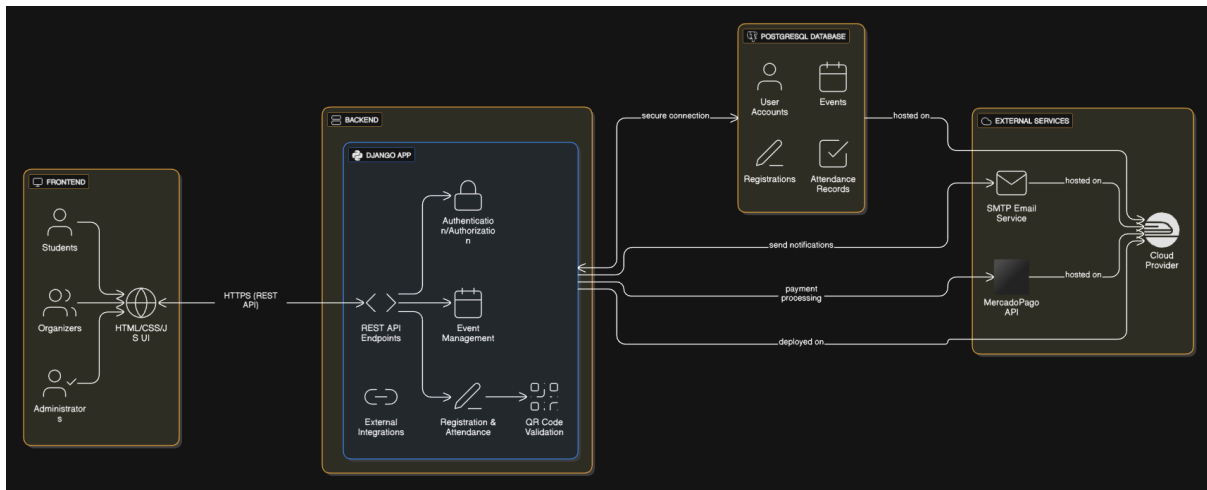 FRONTEND
Students
Organizers
Administrator
s
HTML/CSS/J
S UI
HTTPS (REST
API)
BACKEND
DJANGO APP
Authenticatio
n/Authorizatio
n
REST API
Endpoints
Event
Management
External
Integrations
Registration &
Attendance
QR Code
Validation
secure connection
send notifications
payment
processing
deployed on
POSTGRESQL DATABASE
User
Accounts
Events
Registrations
Attendance
Records
hosted on
EXTERNAL SERVICES
SMTP Email
Service
hosted on
MercadoPago
API
hosted on
Cloud
Provider